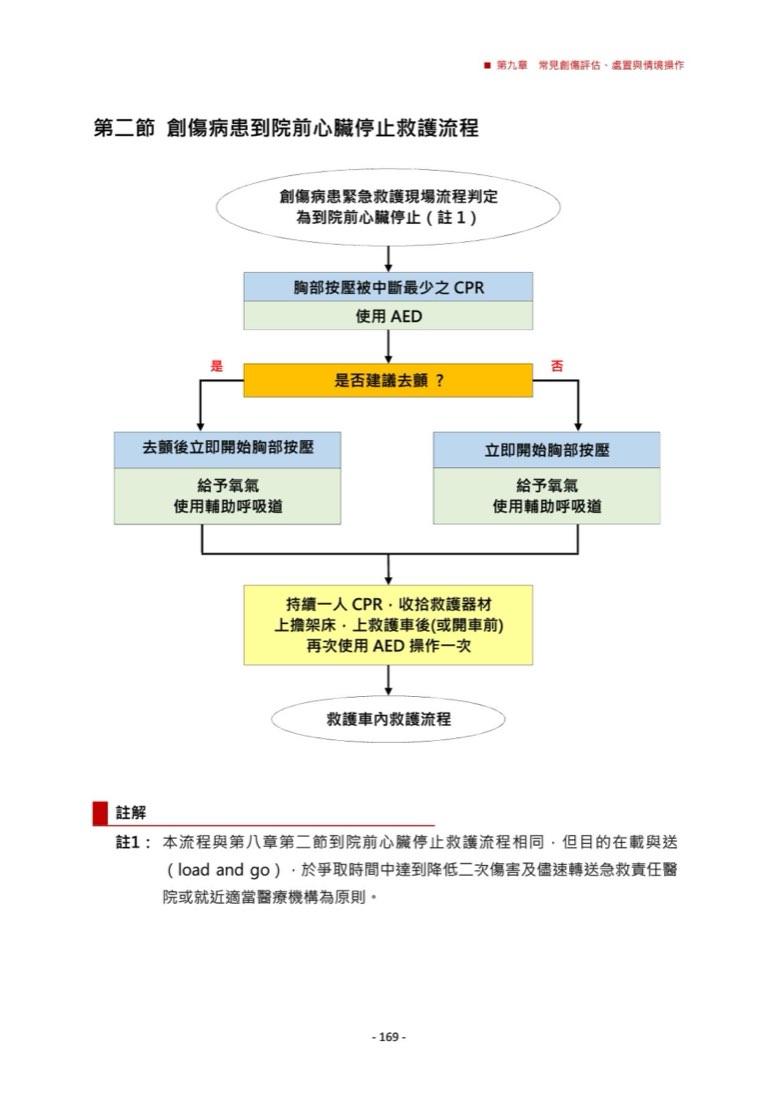 ■ 第九章 常見創傷評估、處置與情境操作
第二節 創傷病患到院前心臟停止救護流程
創傷病患緊急救護現場流程判定
為到院前心臟停止（註 1）
胸部按壓被中斷最少之 CPR
使用 AED
是
否
是否建議去顫 ？
去顫後立即開始胸部按壓
立即開始胸部按壓
給予氧氣
使用輔助呼吸道
給予氧氣
使用輔助呼吸道
持續一人 CPR，收拾救護器材
上擔架床，上救護車後(或開車前)
再次使用 AED 操作一次
救護車內救護流程
註解
註1： 本流程與第八章第二節到院前心臟停止救護流程相同，但目的在載與送
（load and go），於爭取時間中達到降低二次傷害及儘速轉送急救責任醫
院或就近適當醫療機構為原則。
- 169 -